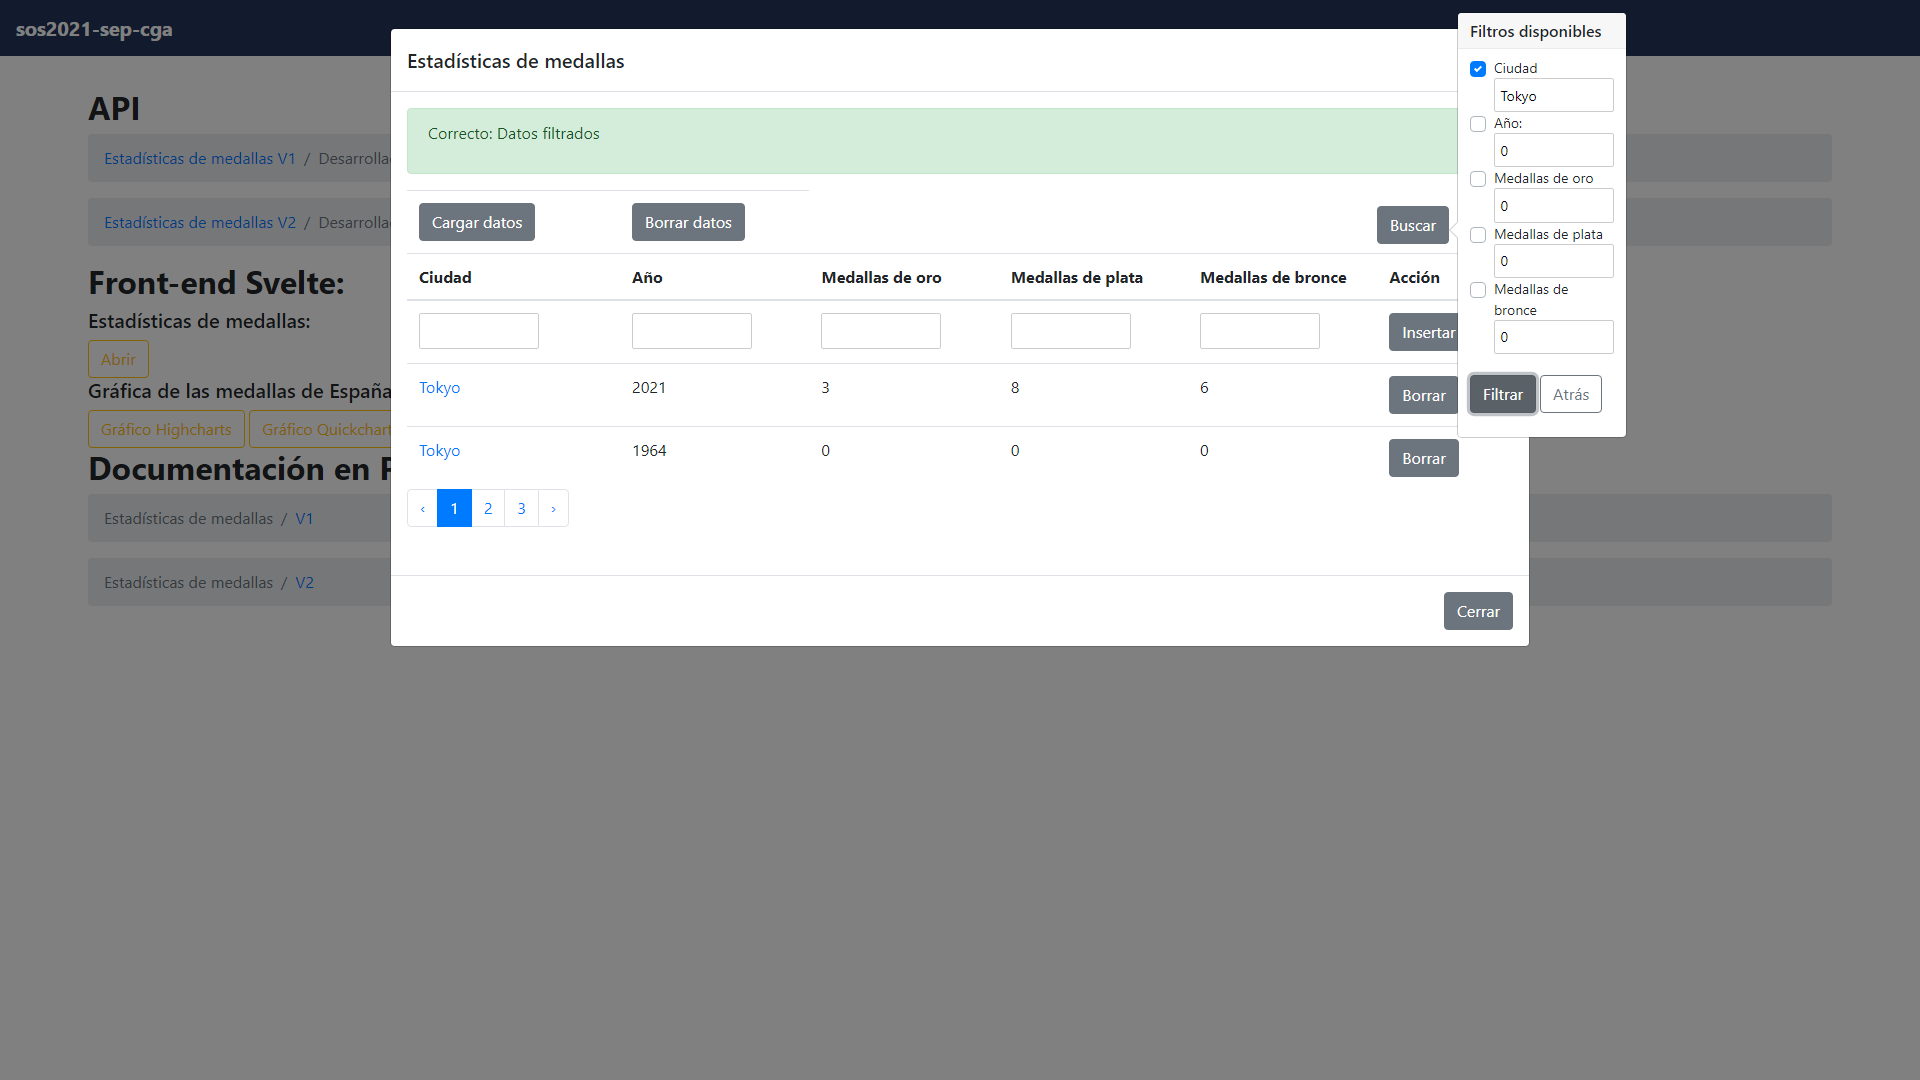 sos2021-sep-cga
API
Estadísticas de medallas V1 / Desarrollad
Estadísticas de medallas V2 / Desarrollad
Front-end Svelte:
Estadísticas de medallas:
Abrir
Gráfica de las medallas de España
Gráfico Highcharts Gráfico Quickchart
Documentación en P
Estadísticas de medallas / V1
Estadísticas de medallas / V2
Estadísticas de medallas
Correcto: Datos filtrados
Cargar datos Borrar datos Buscar
Ciudad Año Medallas de oro Medallas de plata Medallas de bronce Acción
Insertar
Tokyo 2021 3 8 6 Borrar
Tokyo 1964 0 0 0 Borrar
‹ 1 2 3 ›
Cerrar
Filtros disponibles
Ciudad
Tokyo
Año:
0
Medallas de oro
0
Medallas de plata
0
Medallas de
bronce
0
Filtrar Atrás